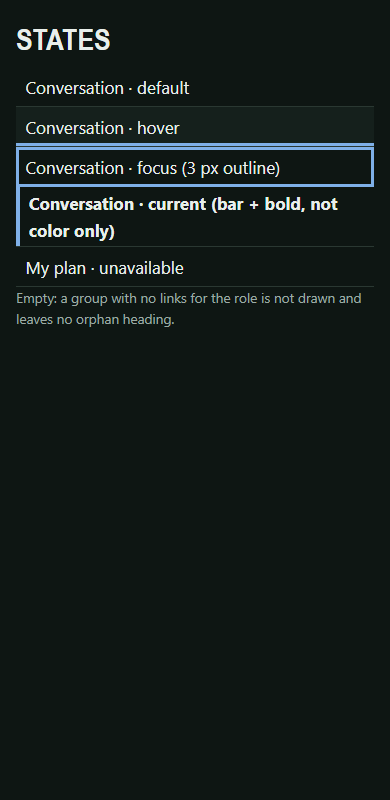 STATES
Conversation · default
Conversation · hover
Conversation · focus (3 px outline)
Conversation · current (bar + bold, not
color only)
My plan · unavailable
Empty: a group with no links for the role is not drawn and
leaves no orphan heading.